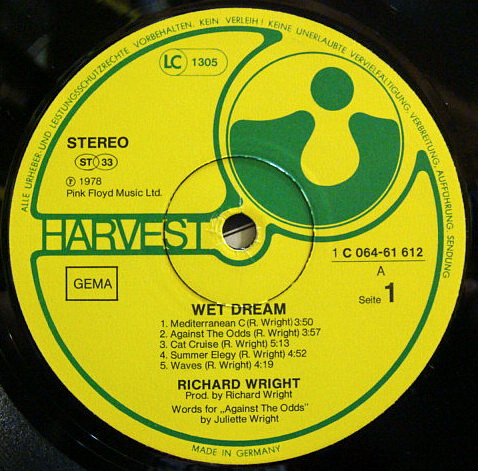 ALLE URHEBER UND LEISTUNGSSCHUTZRECHTE VORBEHALTEN. KEIN VERLEIH! KEINE UNERLAUBTE VERVIELFÄLTIGUNG, VERBREITUNG, AUFFÜHRUNG, SENDUNG
LC 1305
STEREO
ST 33
℗ 1978
Pink Floyd Music Ltd.
HARVEST
1 C 064-61 612
GEMA
A
Seite 1
WET DREAM
1. Mediterranean C (R. Wright) 3:50
2. Against The Odds (R. Wright) 3:57
3. Cat Cruise (R. Wright) 5:13
4. Summer Elegy (R. Wright) 4:52
5. Waves (R. Wright) 4:19
RICHARD WRIGHT
Prod. by Richard Wright
Words for „Against The Odds"
by Juliette Wright
MADE IN GERMANY